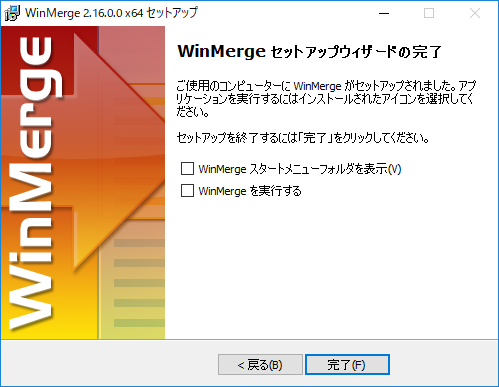 WinMerge 2.16.0.0 x64 セットアップ
WinMerge
WinMerge セットアップウィザードの完了
ご使用のコンピューターに WinMerge がセットアップされました。アプ
リケーションを実行するにはインストールされたアイコンを選択してく
ださい。
セットアップを終了するには「完了」をクリックしてください。
WinMerge スタートメニューフォルダを表示(V)
WinMerge を実行する
< 戻る(B)
完了(F)